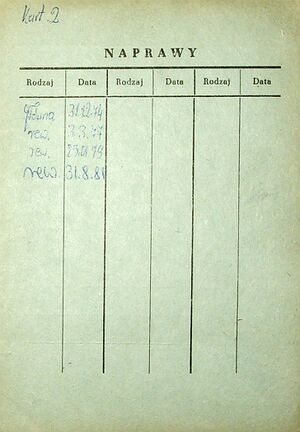 Kart. 2
NAPRAWY
Rodzaj Data Rodzaj Data Rodzaj Data
główna 31.12.74
rew. 3.3.77
rew. 25.01.79
rew. 31.8.81